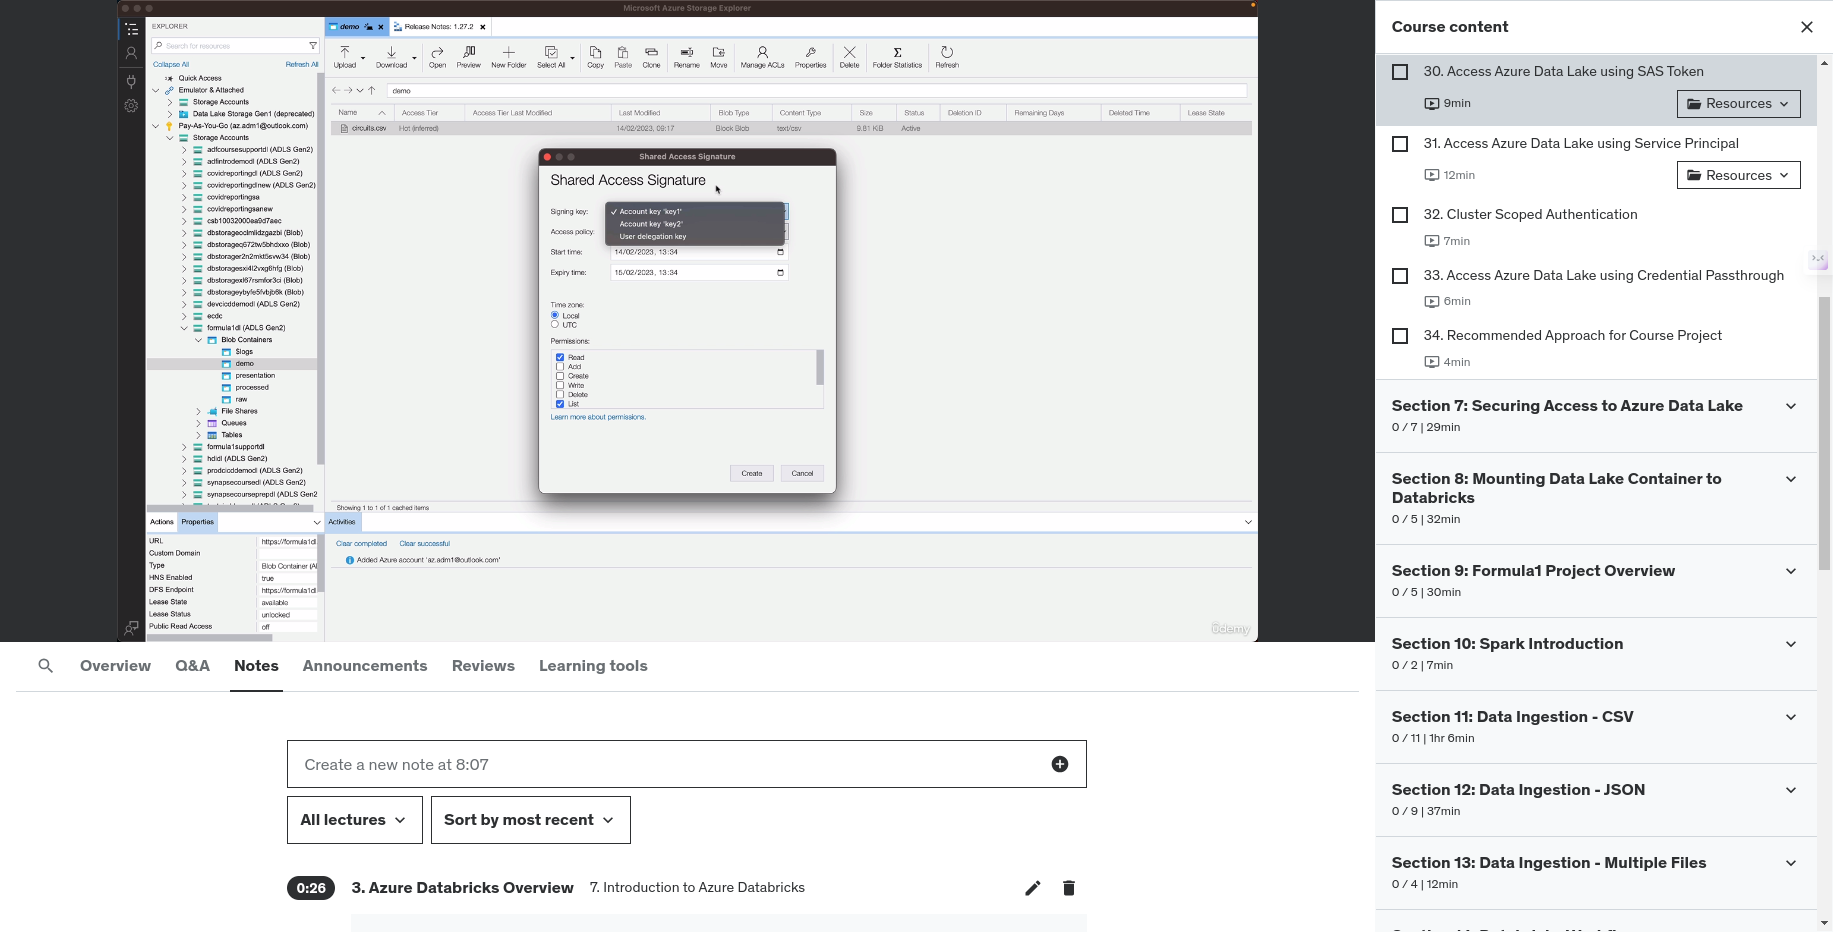 Microsoft Azure Storage Explorer
EXPLORER
demo
Release Notes: 1.27.2
Search for resources
Collapse All
Refresh All
Upload
Download
Open
Preview
New Folder
Select All
Copy
Paste
Clone
Rename
Move
Manage ACLs
Properties
Delete
Folder Statistics
Refresh
demo
Name
Access Tier
Access Tier Last Modified
Last Modified
Blob Type
Content Type
Size
Status
Deletion ID
Remaining Days
Deleted Time
Lease State
circuits.csv
Hot (inferred)
14/02/2023, 09:17
Block Blob
text/csv
9.81 KiB
Active
Quick Access
Emulator & Attached
Storage Accounts
Data Lake Storage Gen1 (deprecated)
Pay-As-You-Go (az.adm1@outlook.com)
Storage Accounts
adfcoursesupportdl (ADLS Gen2)
adfintrodemodl (ADLS Gen2)
covidreportingdl (ADLS Gen2)
covidreportingdlnew (ADLS Gen2)
covidreportingsa
covidreportingsanew
csb10032000ea9d7aec
dbstorageoclmlidzgazbi (Blob)
dbstorageq672tw5bhdxxo (Blob)
dbstorager2n2mkt5svw34 (Blob)
dbstoragesxi4l2vxg6hfg (Blob)
dbstoragexl67rsmfor3ci (Blob)
dbstorageybyfe5fvbjb6k (Blob)
devcicddemodl (ADLS Gen2)
ecdc
formula1dl (ADLS Gen2)
Blob Containers
$logs
demo
presentation
processed
raw
File Shares
Queues
Tables
formula1supportdl
hdidl (ADLS Gen2)
prodcicddemodl (ADLS Gen2)
synapsecoursedl (ADLS Gen2)
synapsecourseprepdl (ADLS Gen2
Shared Access Signature
Shared Access Signature
Signing key:
Account key 'key1'
Account key 'key2'
User delegation key
Access policy:
Start time:
14/02/2023, 13:34
Expiry time:
15/02/2023, 13:34
Time zone:
Local
UTC
Permissions:
Read
Add
Create
Write
Delete
List
Learn more about permissions.
Create
Cancel
Showing 1 to 1 of 1 cached items
Actions
Properties
Activities
URL
https://formula1dl
Custom Domain
Type
Blob Container (Al
HNS Enabled
true
DFS Endpoint
https://formula1dl
Lease State
available
Lease Status
unlocked
Public Read Access
off
Clear completed
Clear successful
Added Azure account 'az.adm1@outlook.com'
ûdemy
Overview
Q&A
Notes
Announcements
Reviews
Learning tools
Create a new note at 8:07
All lectures
Sort by most recent
0:26
3. Azure Databricks Overview
7. Introduction to Azure Databricks
Course content
30. Access Azure Data Lake using SAS Token
9min
Resources
31. Access Azure Data Lake using Service Principal
12min
Resources
32. Cluster Scoped Authentication
7min
33. Access Azure Data Lake using Credential Passthrough
6min
34. Recommended Approach for Course Project
4min
Section 7: Securing Access to Azure Data Lake
0 / 7 | 29min
Section 8: Mounting Data Lake Container to
Databricks
0 / 5 | 32min
Section 9: Formula1 Project Overview
0 / 5 | 30min
Section 10: Spark Introduction
0 / 2 | 7min
Section 11: Data Ingestion - CSV
0 / 11 | 1hr 6min
Section 12: Data Ingestion - JSON
0 / 9 | 37min
Section 13: Data Ingestion - Multiple Files
0 / 4 | 12min